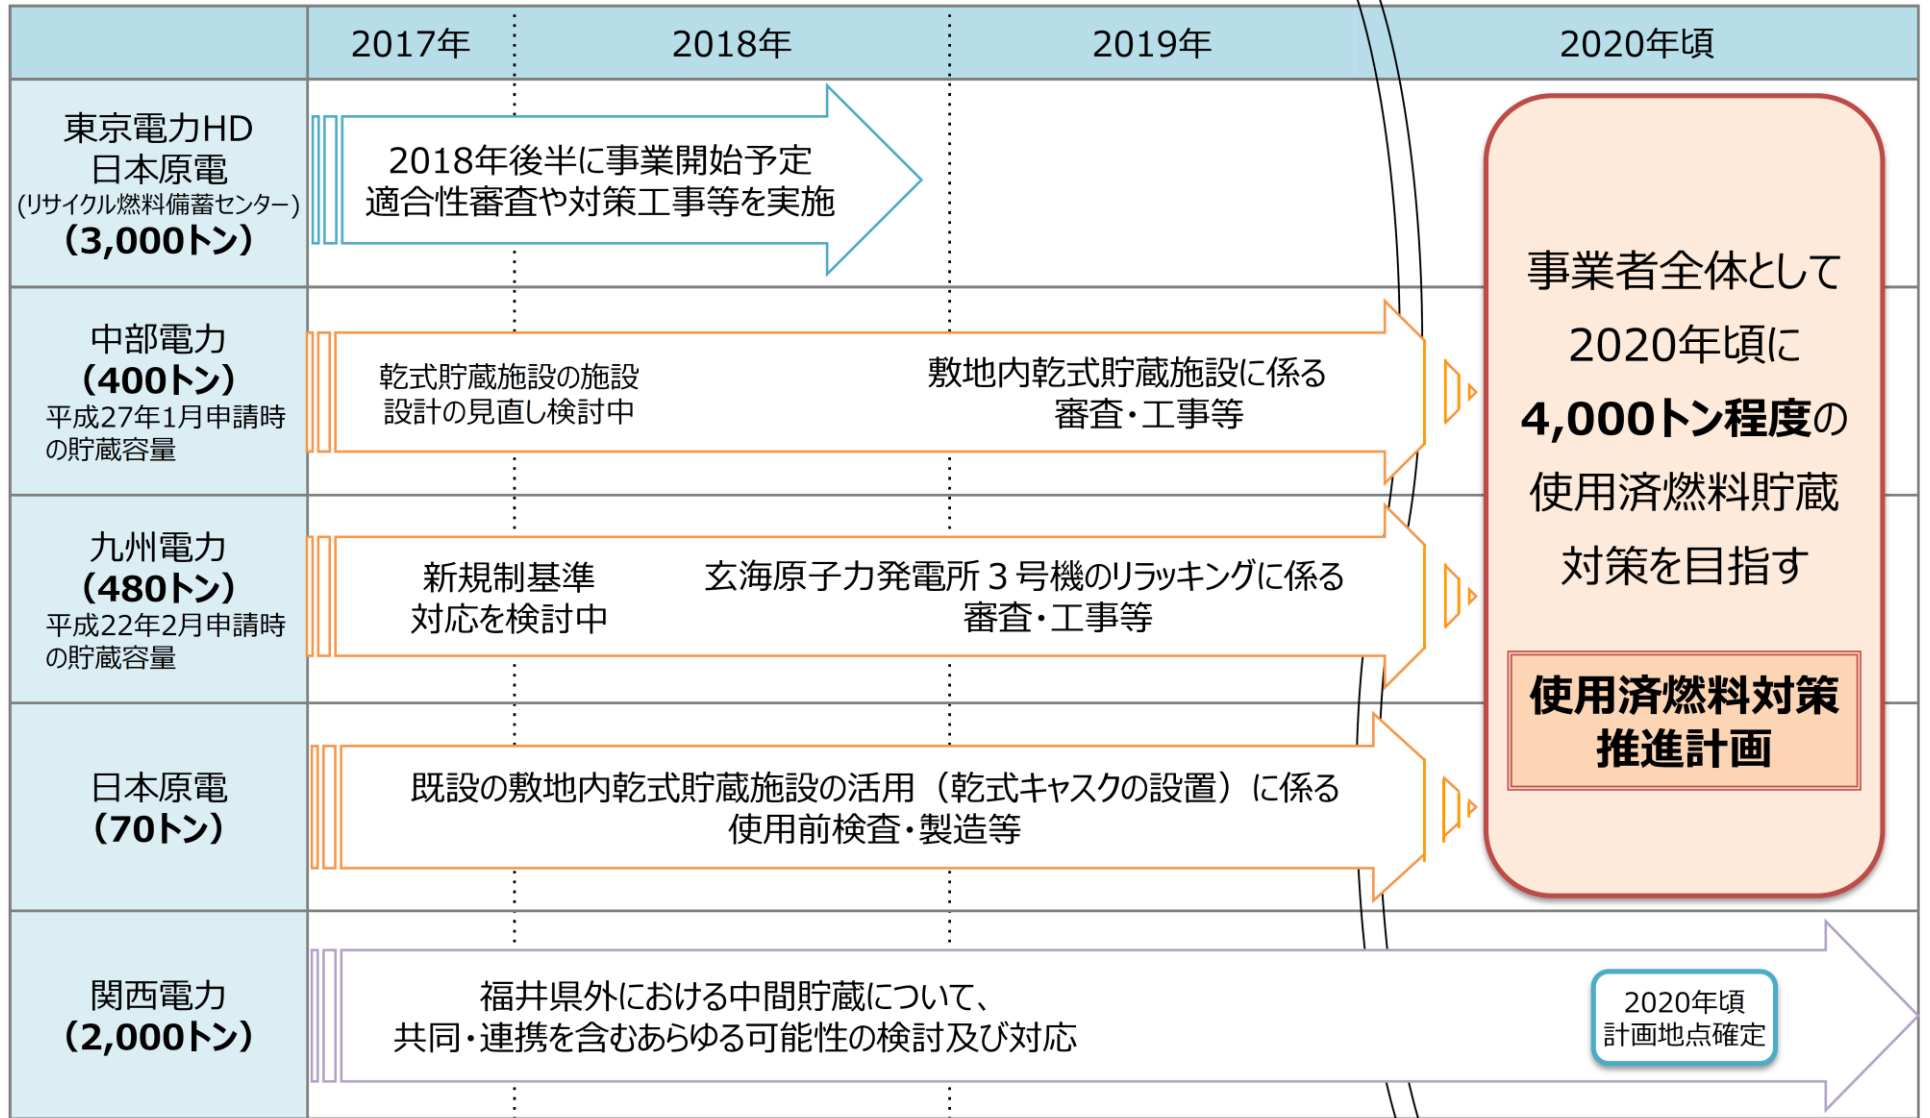 2017年
2018年
2019年
2020年頃
東京電力HD
日本原電
(リサイクル燃料備蓄センター)
（3,000トン）
2018年後半に事業開始予定
適合性審査や対策工事等を実施
中部電力
（400トン）
平成27年1月申請時
の貯蔵容量
乾式貯蔵施設の施設
設計の見直し検討中
敷地内乾式貯蔵施設に係る
審査・工事等
九州電力
（480トン）
平成22年2月申請時
の貯蔵容量
新規制基準
対応を検討中
玄海原子力発電所３号機のリラッキングに係る
審査・工事等
日本原電
（70トン）
既設の敷地内乾式貯蔵施設の活用（乾式キャスクの設置）に係る
使用前検査・製造等
関西電力
（2,000トン）
福井県外における中間貯蔵について、
共同・連携を含むあらゆる可能性の検討及び対応
2020年頃
計画地点確定
事業者全体として
2020年頃に
4,000トン程度の
使用済燃料貯蔵
対策を目指す
使用済燃料対策
推進計画